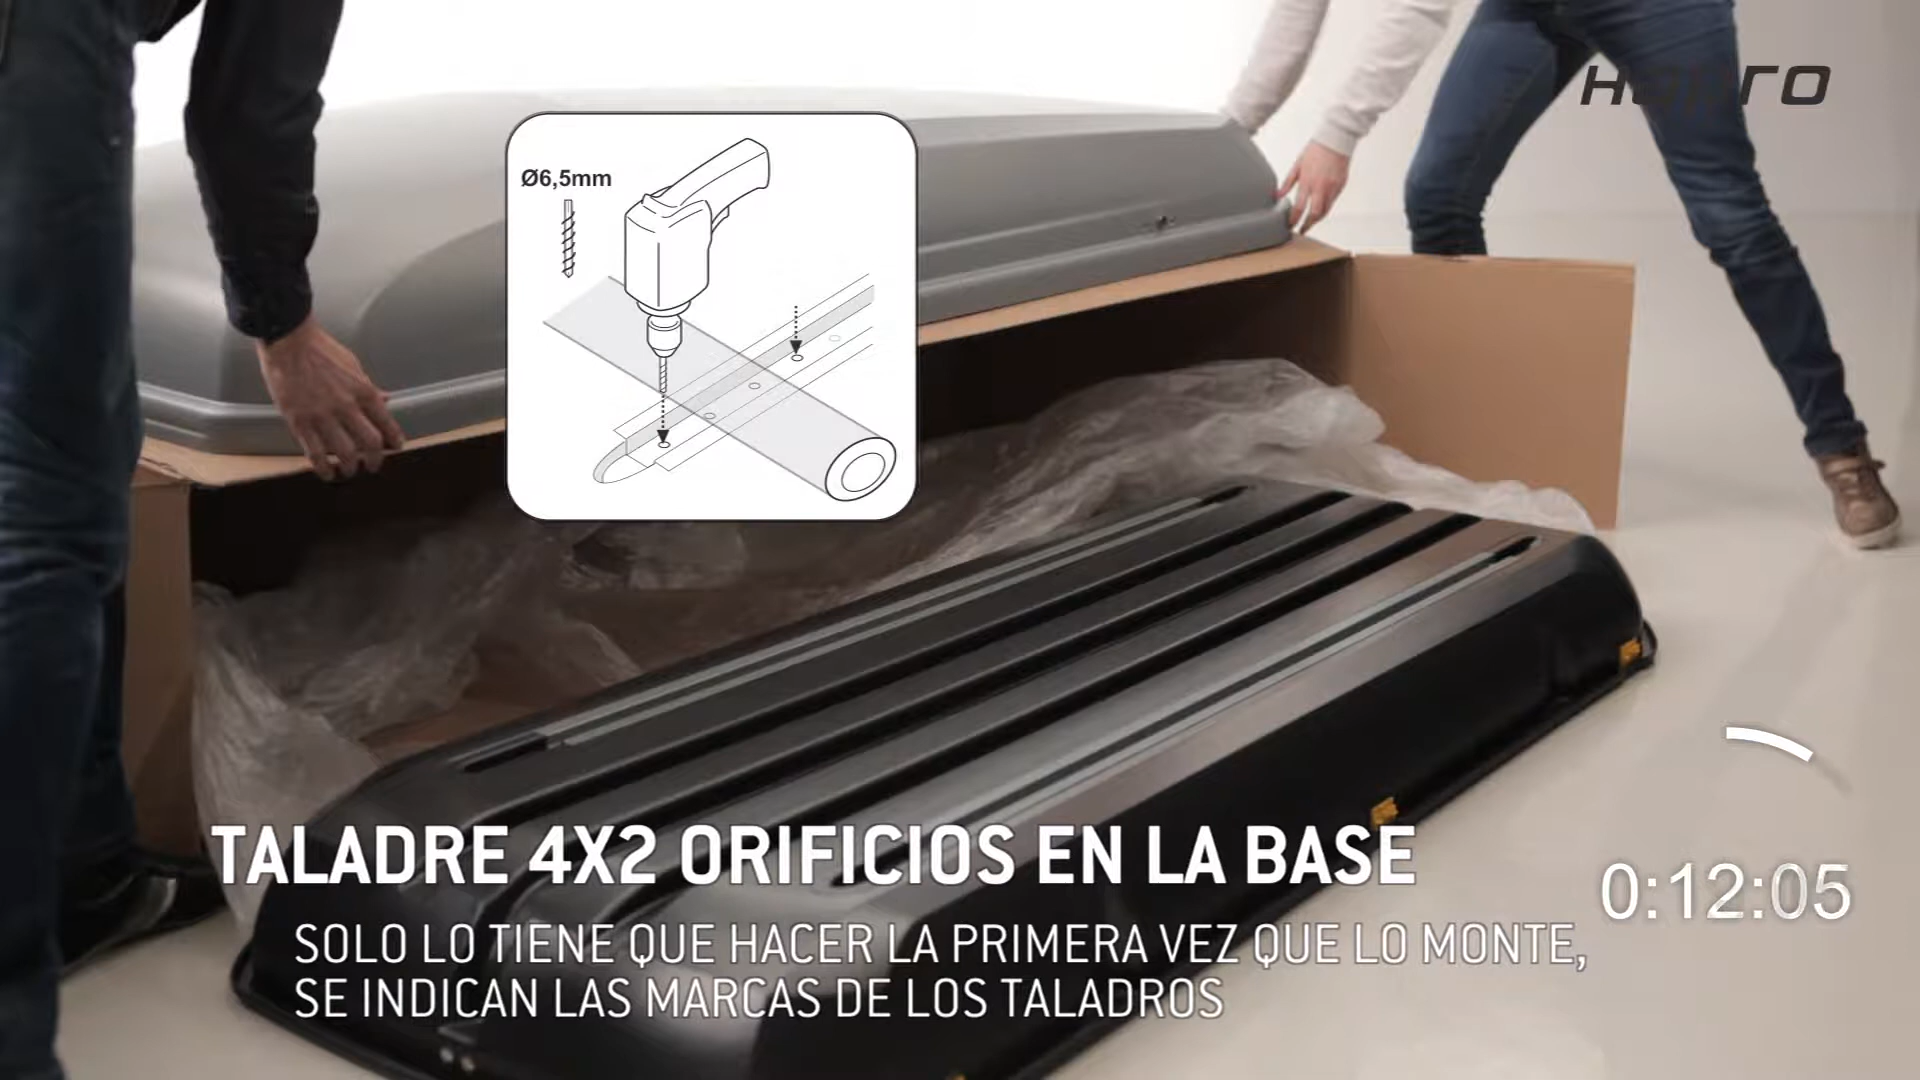 Hapro
Ø6,5mm
TALADRE 4X2 ORIFICIOS EN LA BASE
0:12:05
SOLO LO TIENE QUE HACER LA PRIMERA VEZ QUE LO MONTE,
SE INDICAN LAS MARCAS DE LOS TALADROS